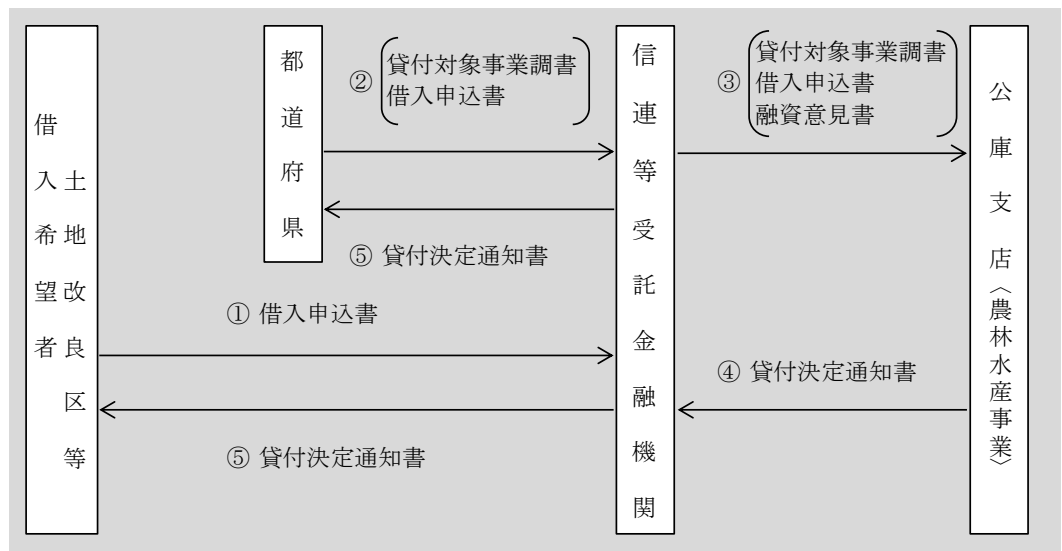 借入希望者
土地改良区等
都道府県
② 貸付対象事業調書
借入申込書
信連等受託金融機関
③ 貸付対象事業調書
借入申込書
融資意見書
公庫支店〈農林水産事業〉
⑤ 貸付決定通知書
① 借入申込書
④ 貸付決定通知書
⑤ 貸付決定通知書